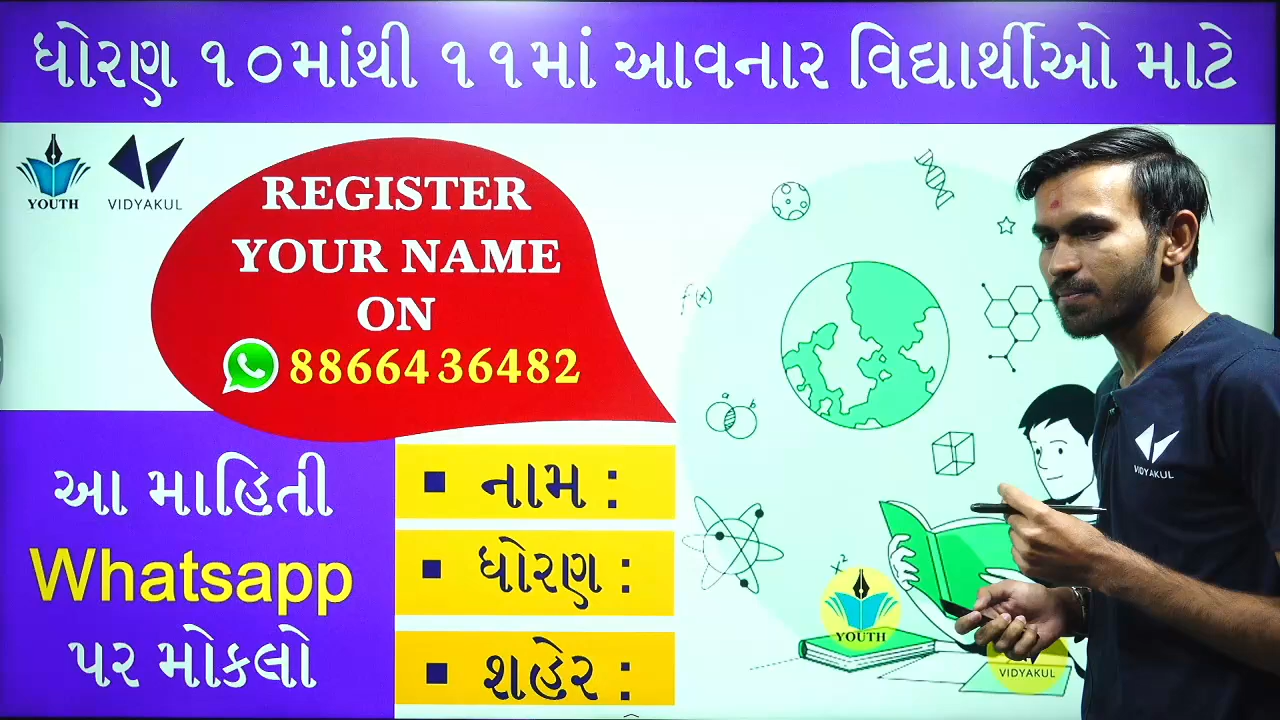 ધોરણ ૧૦માંથી ૧૧માં આવનાર વિદ્યાર્થીઓ માટે
YOUTH
VIDYAKUL
REGISTER
YOUR NAME
ON
8866436482
આ માહિતી
Whatsapp
પર મોકલો
નામ :
ધોરણ :
શહેર :
f(x)
a b
x²
YOUTH
VIDYAKUL
VIDYAKUL